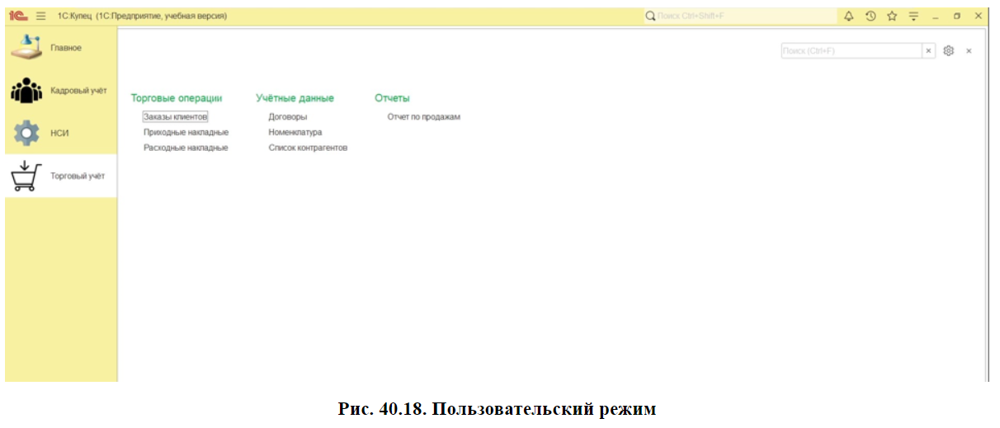 1С:Купец (1С:Предприятие, учебная версия)
Поиск Ctrl+Shift+F
Главное
Кадровый учёт
НСИ
Торговый учёт
Поиск (Ctrl+F)
Торговые операции
Заказы клиентов
Приходные накладные
Расходные накладные
Учётные данные
Договоры
Номенклатура
Список контрагентов
Отчеты
Отчет по продажам
Рис. 40.18. Пользовательский режим